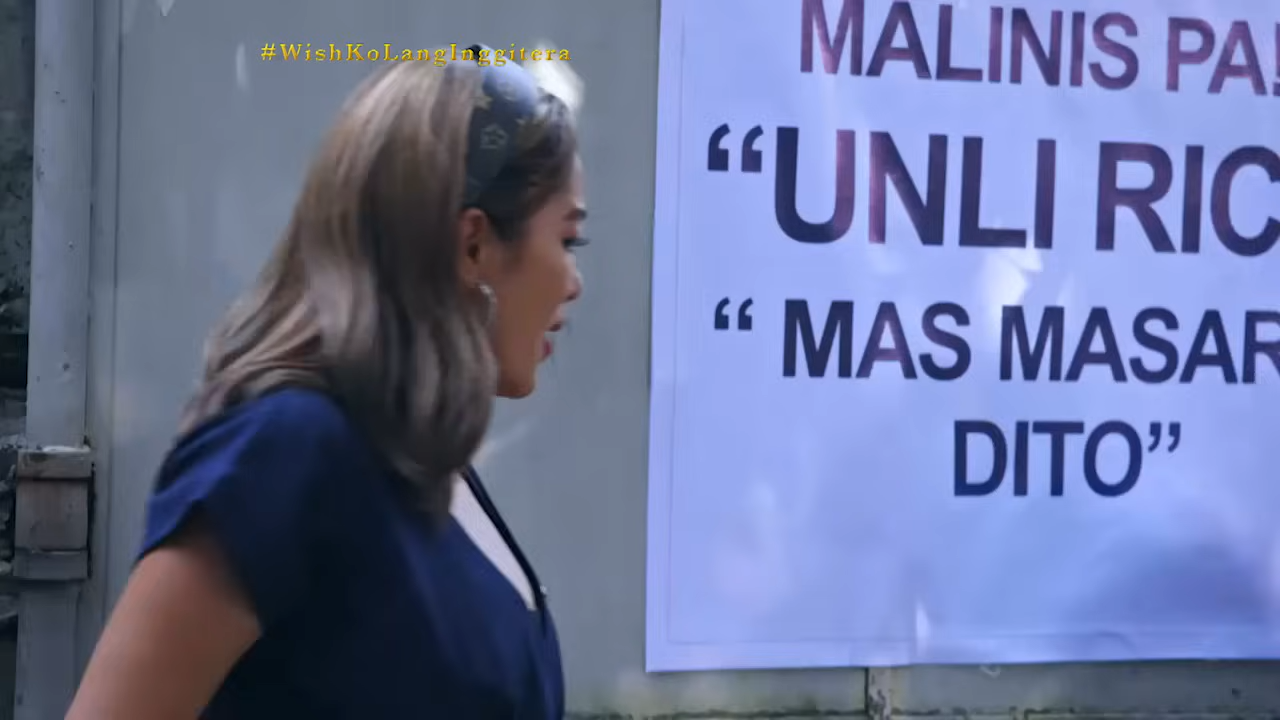 #WishKoLangInggitera
MALINIS PA!
“UNLI RIC
“ MAS MASAR
DITO”